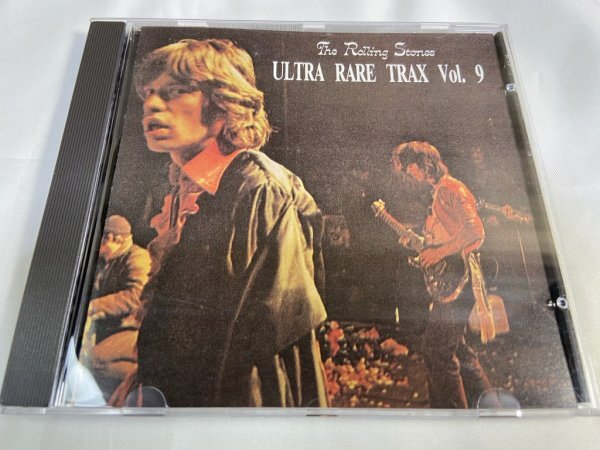 The Rolling Stones
ULTRA RARE TRAX Vol. 9